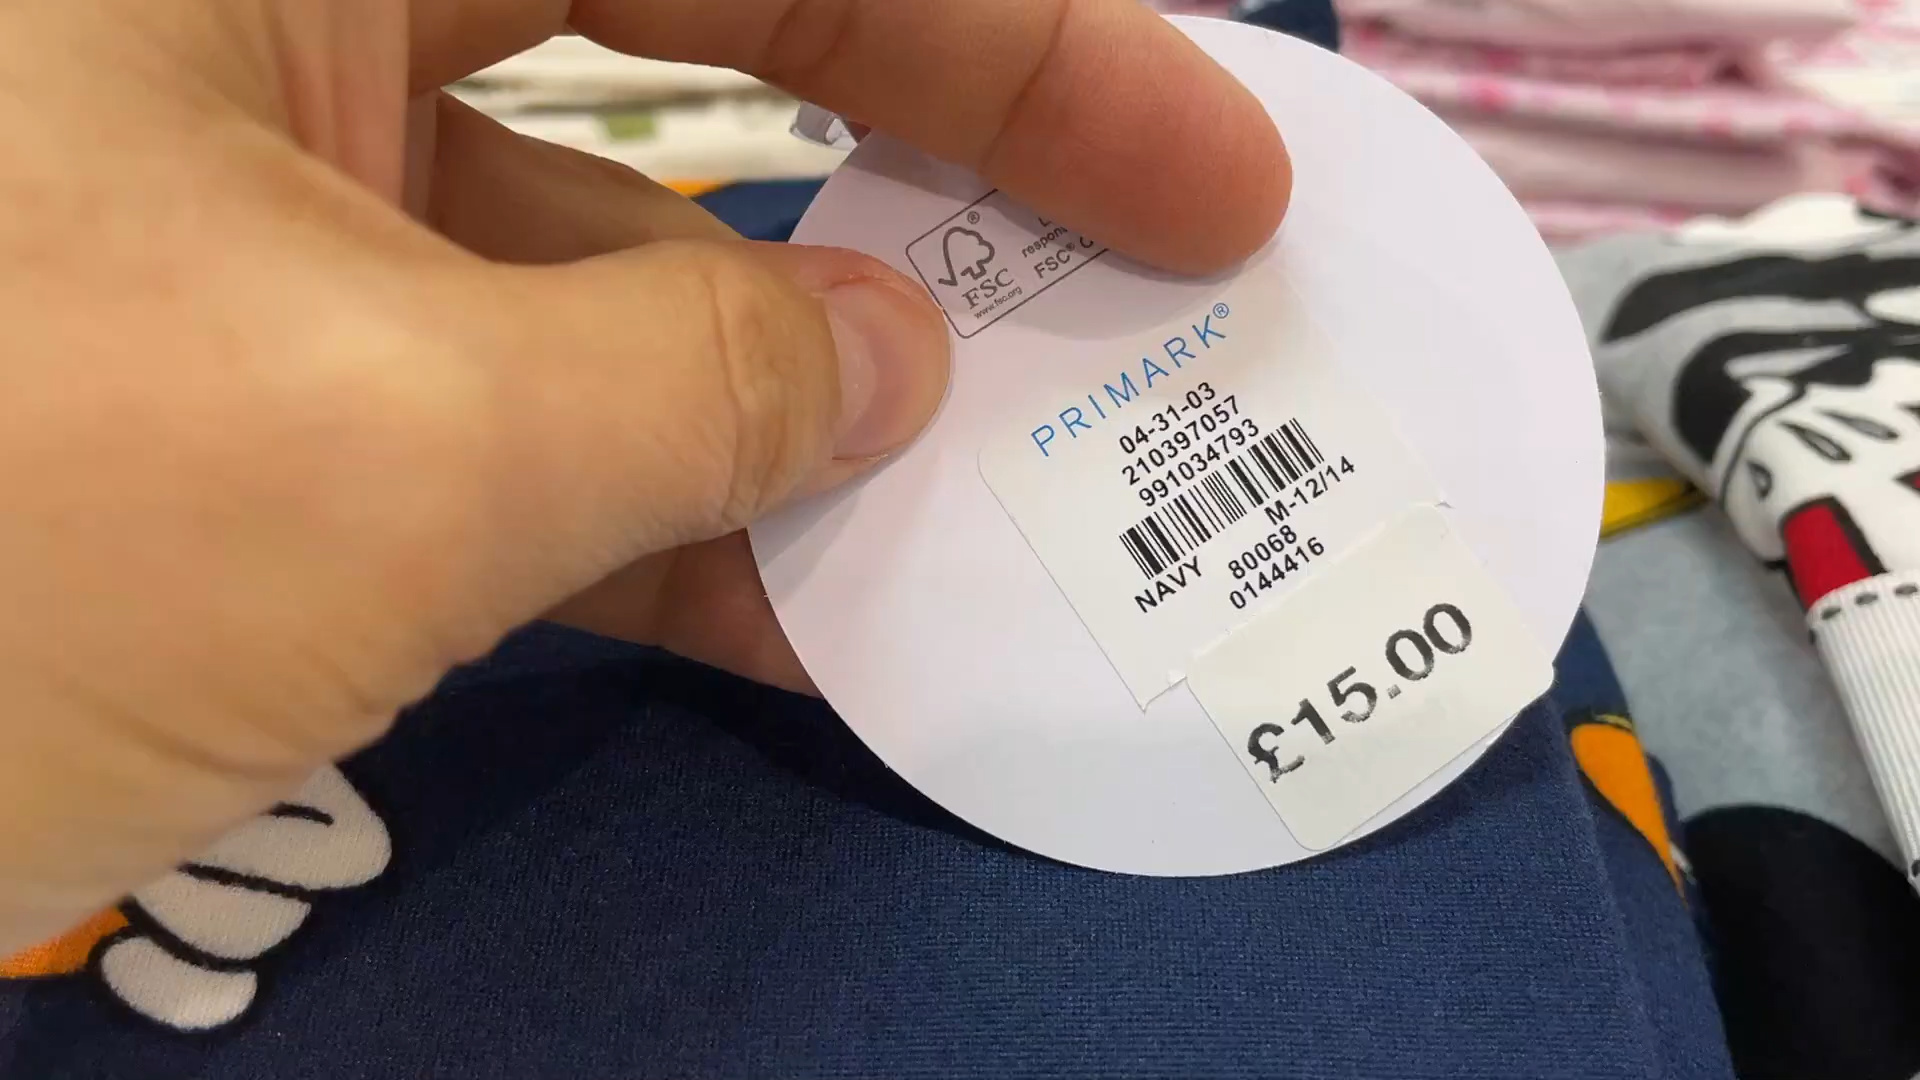 FSC
www.fsc.org
FSC®
PRIMARK®
04-31-03
210397057
991034793
M-12/14
NAVY 80068
0144416
£15.00